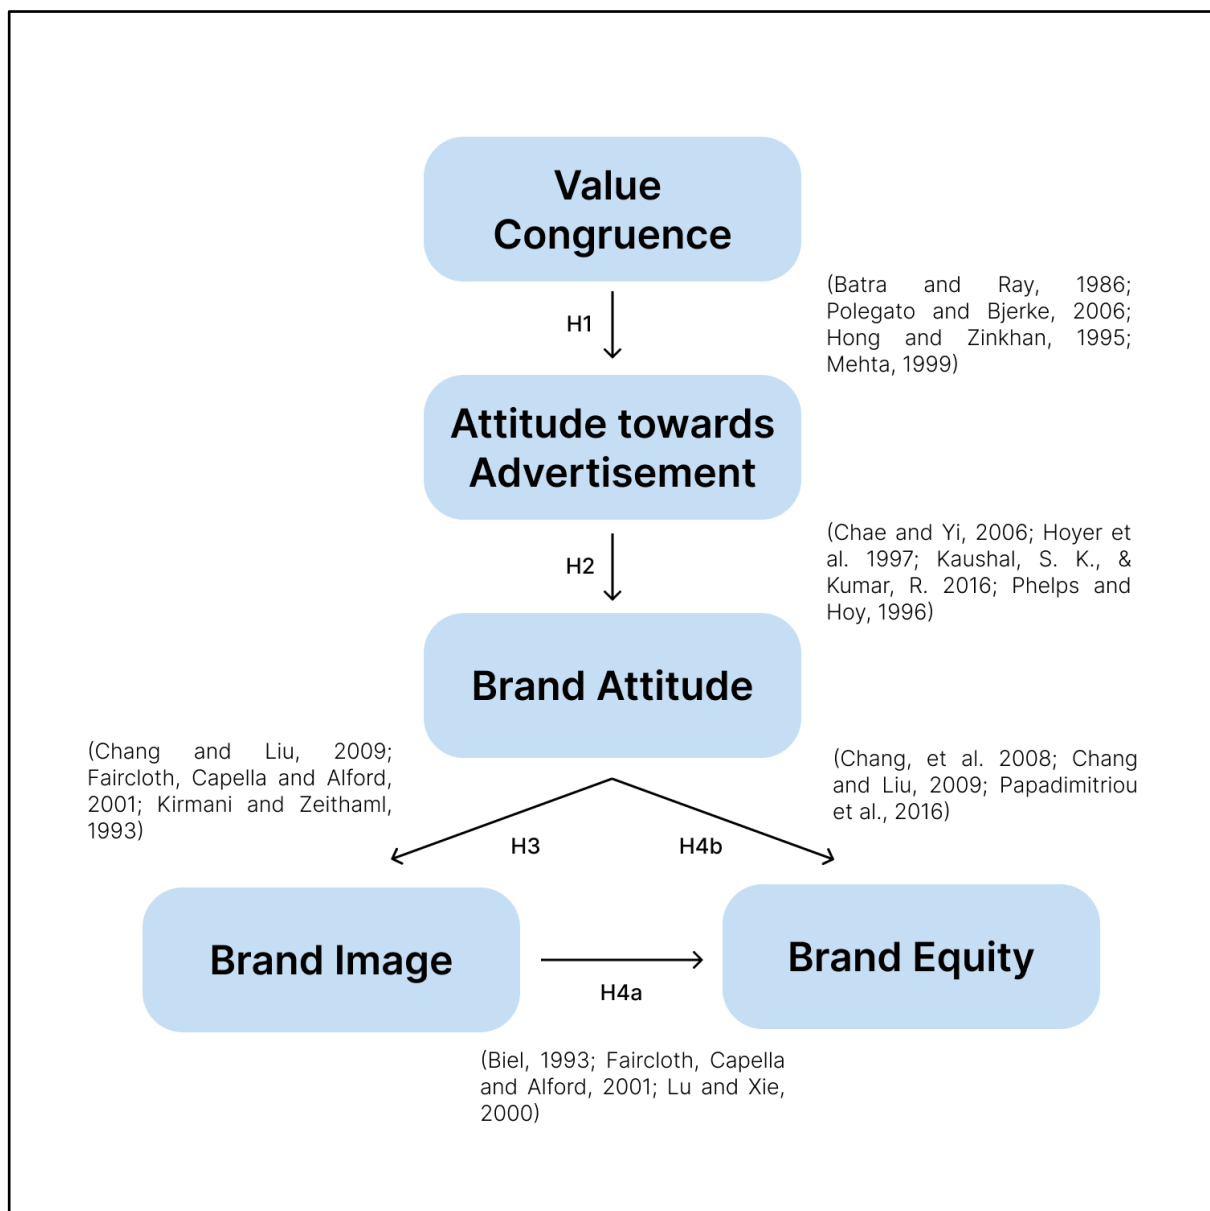 Value
Congruence
(Batra and Ray, 1986;
Polegato and Bjerke, 2006;
Hong and Zinkhan, 1995;
Mehta, 1999)
H1
Attitude towards
Advertisement
(Chae and Yi, 2006; Hoyer et
al. 1997; Kaushal, S. K., &
Kumar, R. 2016; Phelps and
Hoy, 1996)
H2
Brand Attitude
(Chang and Liu, 2009;
Faircloth, Capella and Alford,
2001; Kirmani and Zeithaml,
1993)
(Chang, et al. 2008; Chang
and Liu, 2009; Papadimitriou
et al., 2016)
H3
H4b
Brand Image
Brand Equity
H4a
(Biel, 1993; Faircloth, Capella
and Alford, 2001; Lu and Xie,
2000)